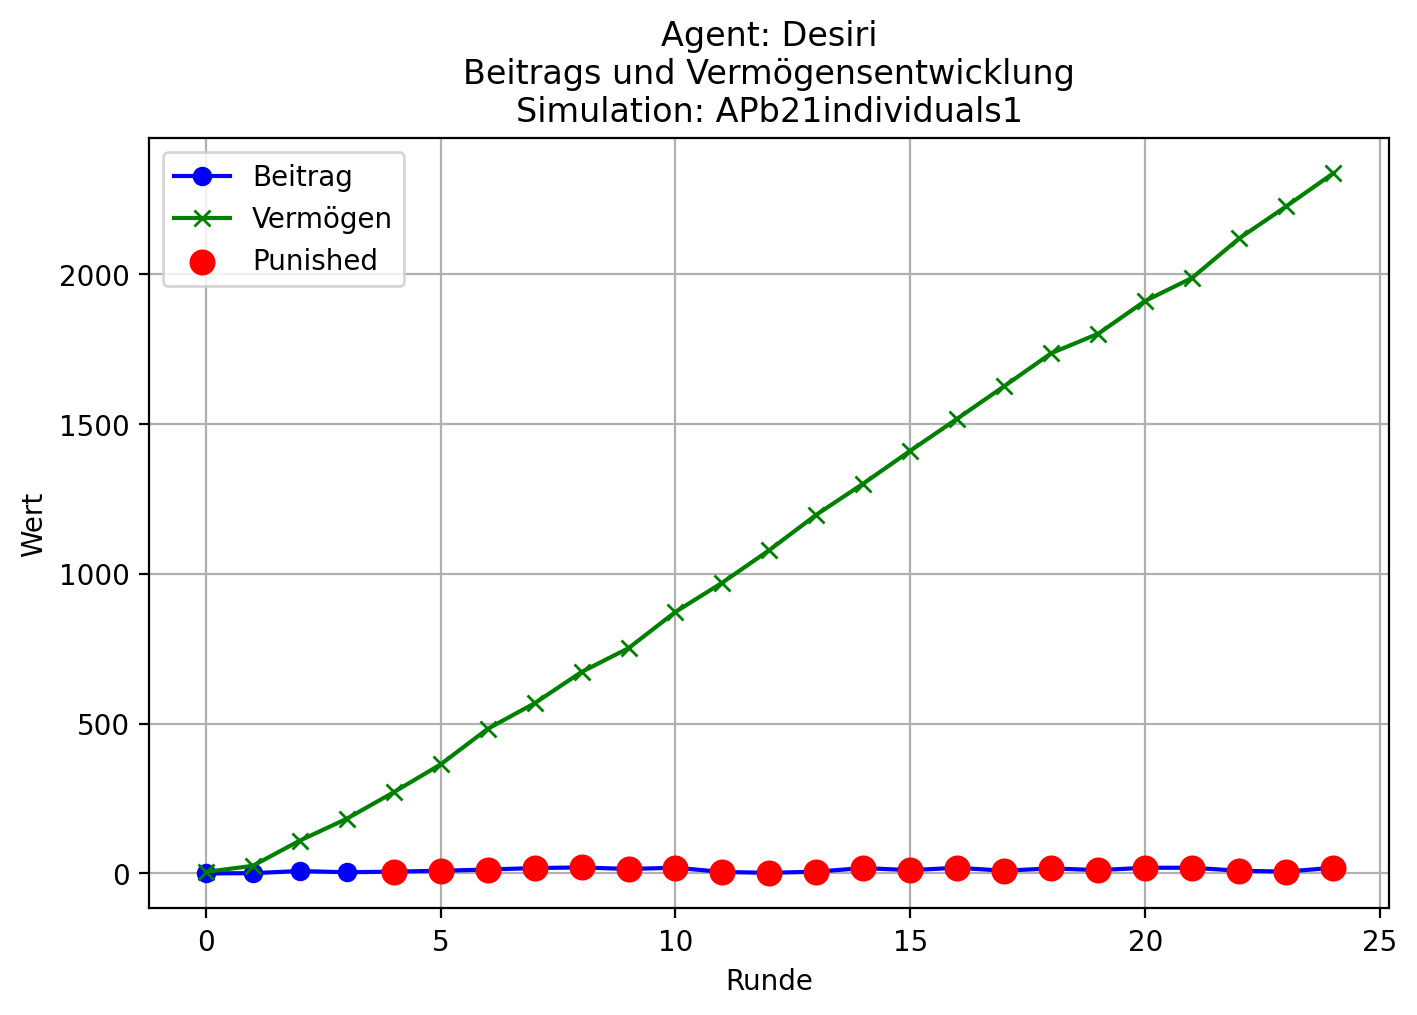 Agent: Desiri
Beitrags und Vermögensentwicklung
Simulation: APb21individuals1
Beitrag
Vermögen
Punished
2000
1500
1000
500
0
Wert
0 5 10 15 20 25
Runde